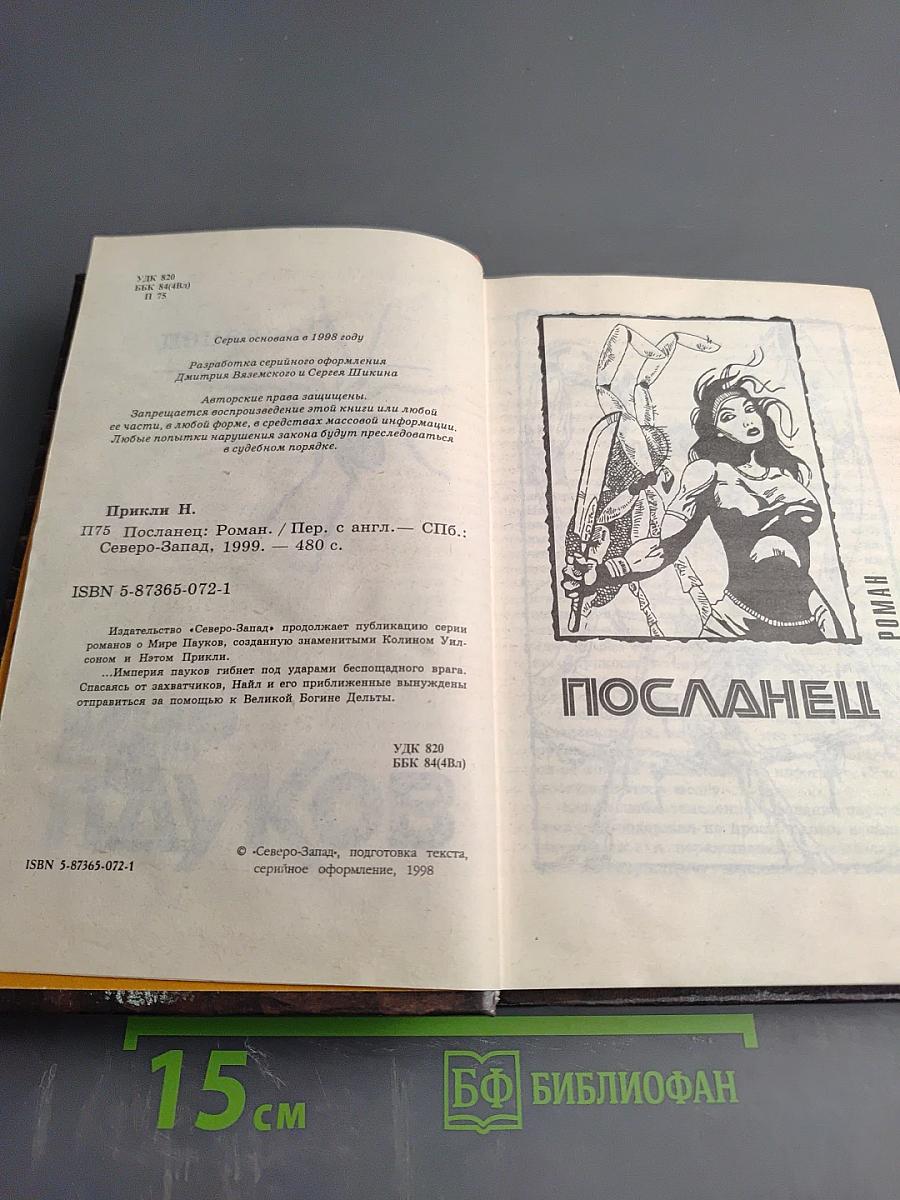 УДК 820
ББК 84(4Вл)
П 75
Серия основана в 1998 году
Разработка серийного оформления
Дмитрия Вяземского и Сергея Шикина
Авторские права защищены.
Запрещается воспроизведение этой книги или любой
ее части, в любой форме, в средствах массовой информации.
Любые попытки нарушения закона будут преследоваться
в судебном порядке.
Прикли Н.
П75 Посланец: Роман. / Пер. с англ.— СПб.:
Северо-Запад, 1999. — 480 с.
ISBN 5-87365-072-1
Издательство «Северо-Запад» продолжает публикацию серии
романов о Мире Пауков, созданную знаменитыми Колином Уил-
соном и Нэтом Прикли.
...Империя пауков гибнет под ударами беспощадного врага.
Спасаясь от захватчиков, Найл и его приближенные вынуждены
отправиться за помощью к Великой Богине Дельты.
УДК 820
ББК 84(4Вл)
ISBN 5-87365-072-1
© «Северо-Запад», подготовка текста,
серийное оформление, 1998
РОМАН
ПОСЛАНЕЦ
15 см
БФ БИБЛИОФАН